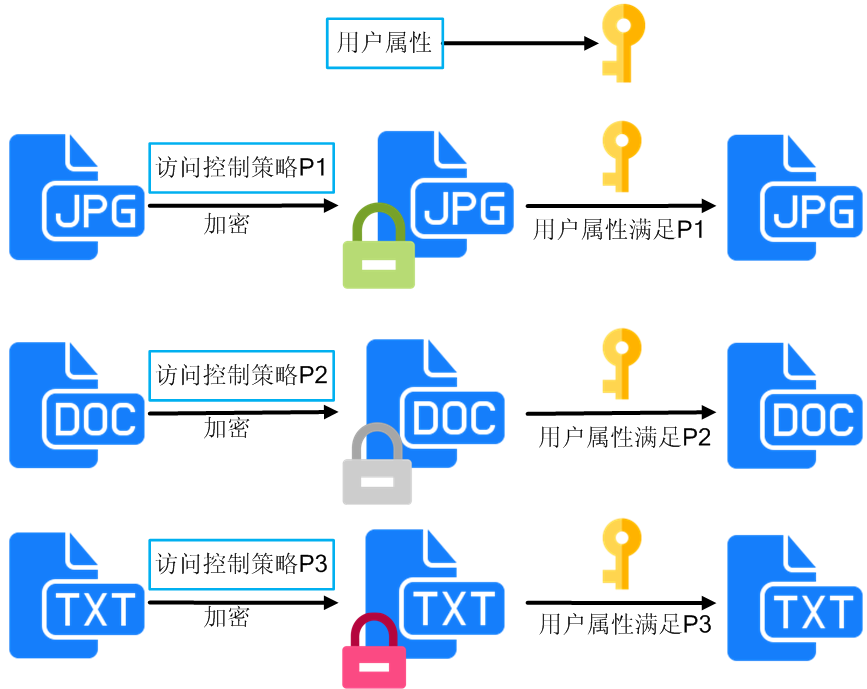 用户属性
访问控制策略P1
JPG
加密
JPG
用户属性满足P1
JPG
访问控制策略P2
DOC
加密
DOC
用户属性满足P2
DOC
访问控制策略P3
TXT
加密
TXT
用户属性满足P3
TXT